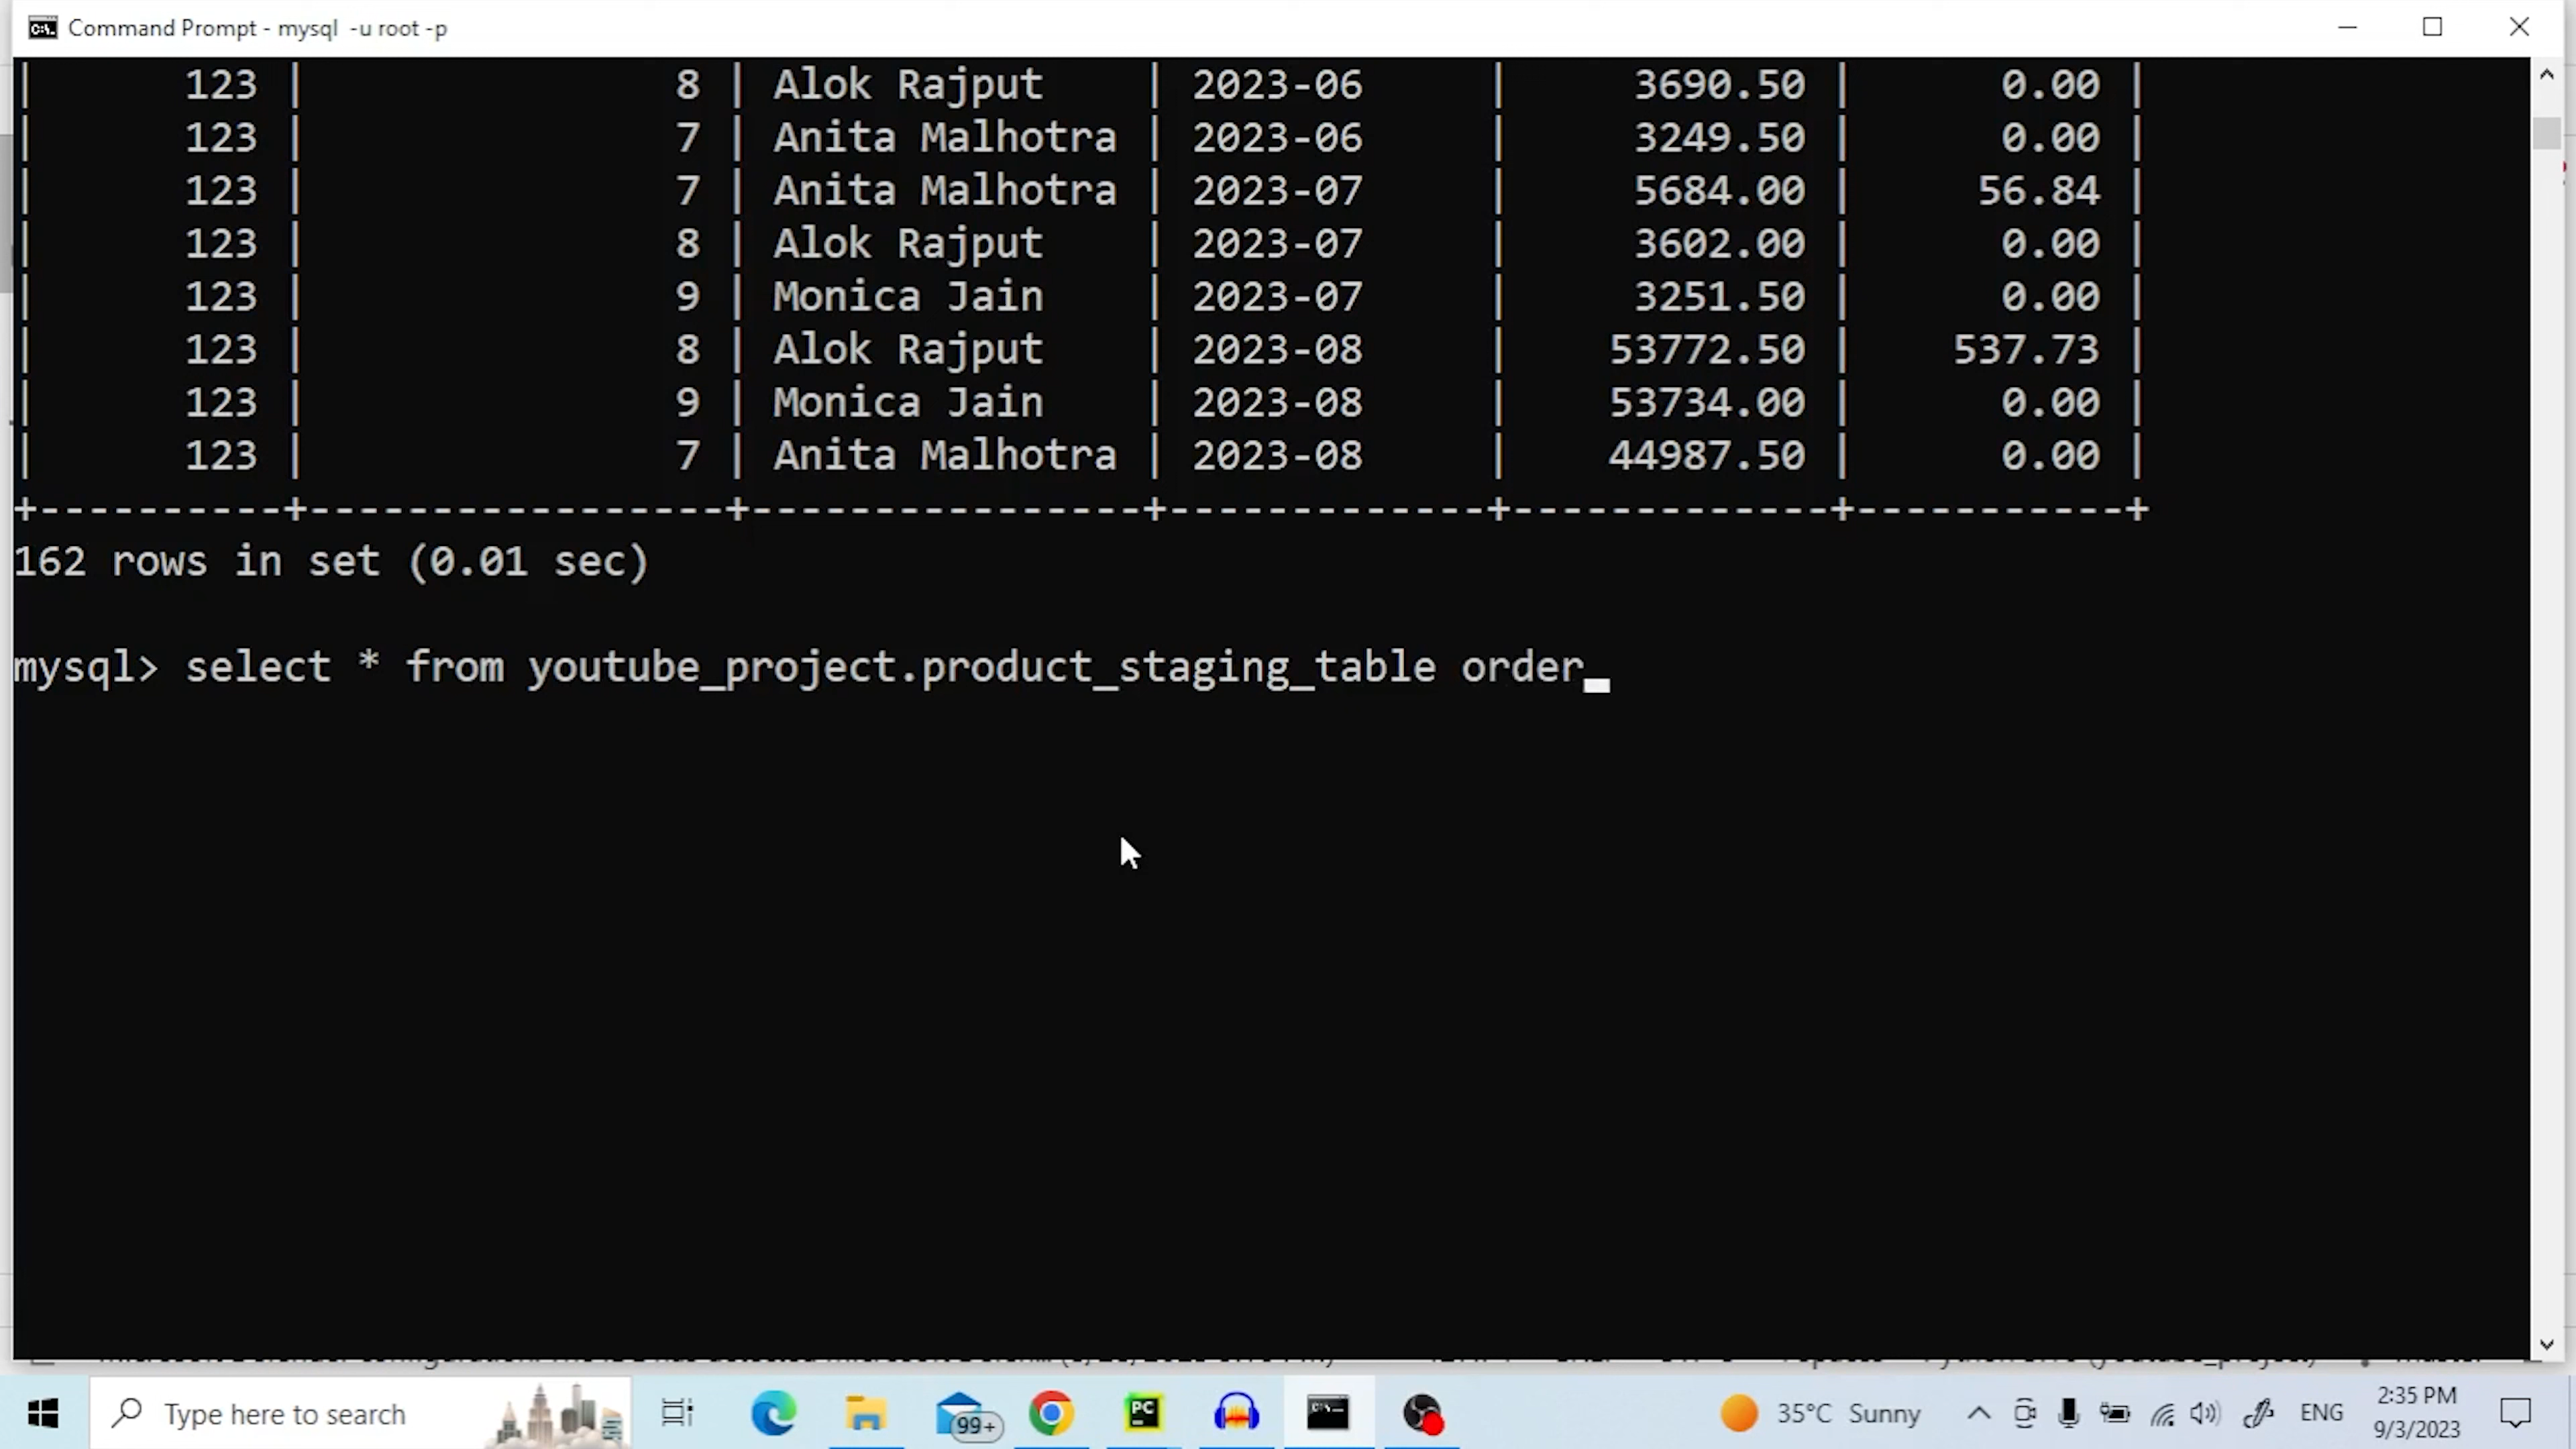 Command Prompt - mysql  -u root -p
|      123 |               8 | Alok Rajput    | 2023-06     |     3690.50 |      0.00 |
|      123 |               7 | Anita Malhotra | 2023-06     |     3249.50 |      0.00 |
|      123 |               7 | Anita Malhotra | 2023-07     |     5684.00 |     56.84 |
|      123 |               8 | Alok Rajput    | 2023-07     |     3602.00 |      0.00 |
|      123 |               9 | Monica Jain    | 2023-07     |     3251.50 |      0.00 |
|      123 |               8 | Alok Rajput    | 2023-08     |    53772.50 |    537.73 |
|      123 |               9 | Monica Jain    | 2023-08     |    53734.00 |      0.00 |
|      123 |               7 | Anita Malhotra | 2023-08     |    44987.50 |      0.00 |
+----------+-----------------+----------------+-------------+-------------+-----------+
162 rows in set (0.01 sec)
mysql> select * from youtube_project.product_staging_table order_
Type here to search
99+
PC
35°C Sunny
ENG
2:35 PM
9/3/2023